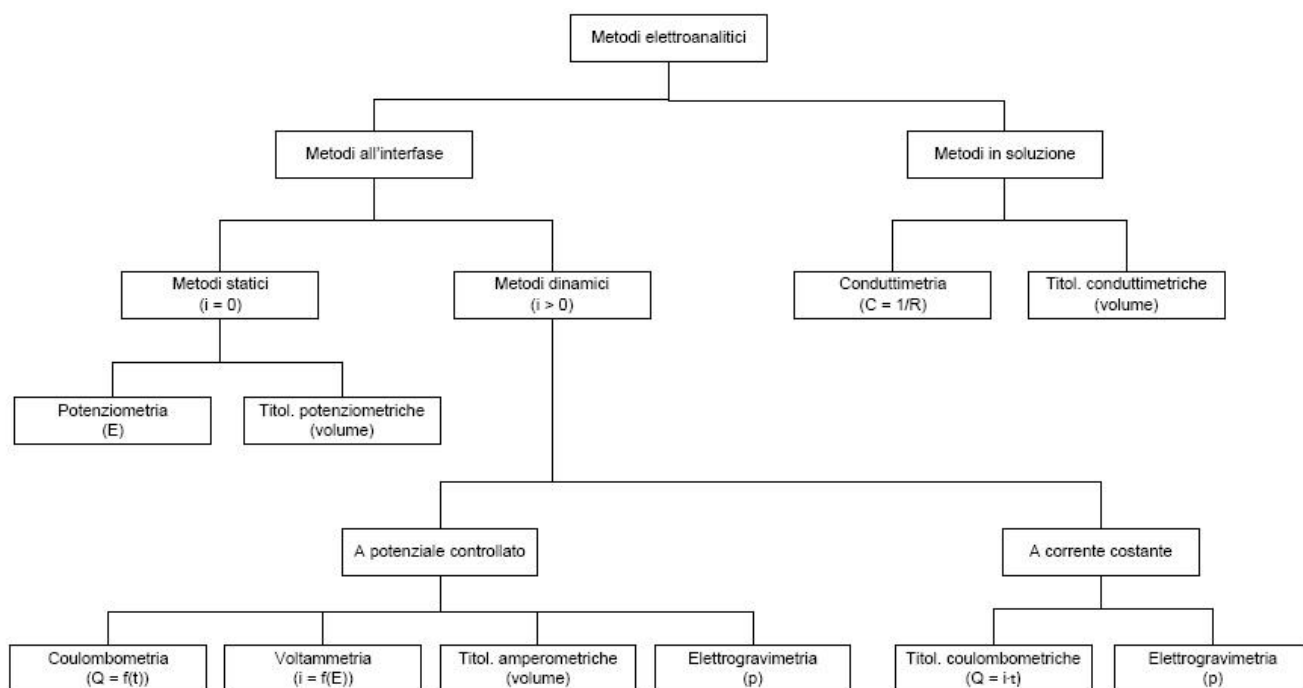 Metodi elettroanalitici
Metodi all'interfase
Metodi in soluzione
Metodi statici
(i = 0)
Metodi dinamici
(i > 0)
Conduttimetria
(C = 1/R)
Titol. conduttimetriche
(volume)
Potenziometria
(E)
Titol. potenziometriche
(volume)
A potenziale controllato
A corrente costante
Coulombometria
(Q = f(t))
Voltammetria
(i = f(E))
Titol. amperometriche
(volume)
Elettrogravimetria
(p)
Titol. coulombometriche
(Q = i·t)
Elettrogravimetria
(p)